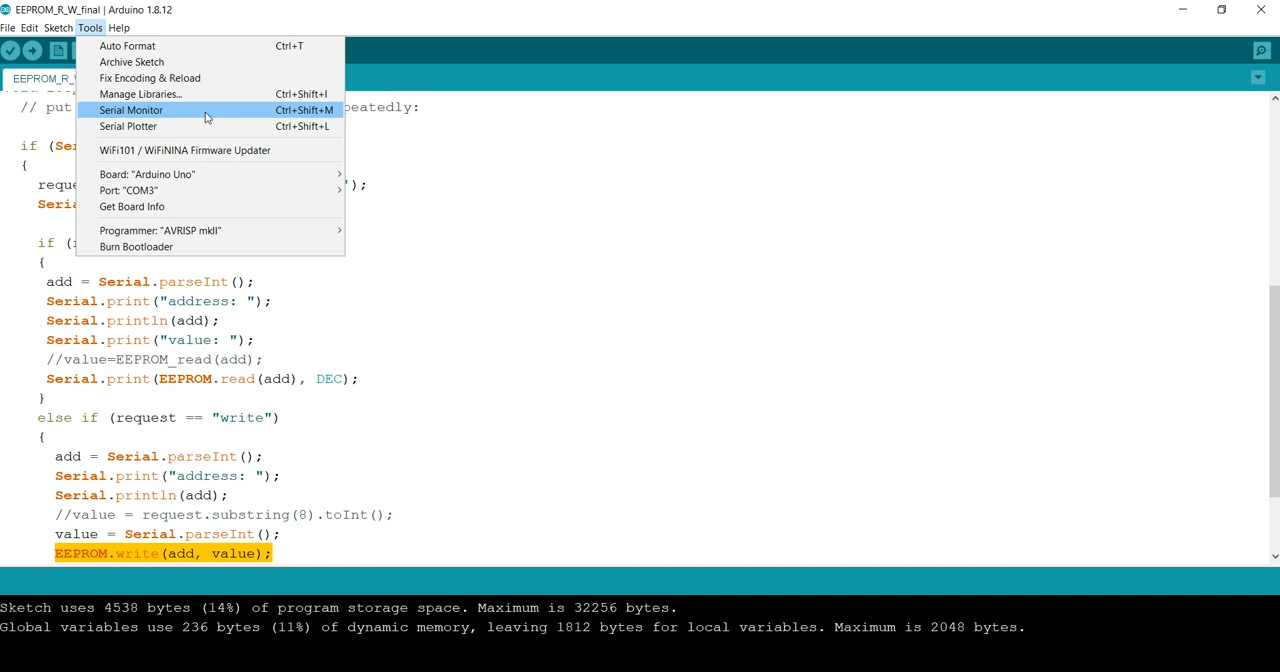 EEPROM_R_W_final | Arduino 1.8.12
File Edit Sketch Tools Help
Auto Format Ctrl+T
Archive Sketch
Fix Encoding & Reload
Manage Libraries... Ctrl+Shift+I
Serial Monitor Ctrl+Shift+M
Serial Plotter Ctrl+Shift+L
WiFi101 / WiFiNINA Firmware Updater
Board: "Arduino Uno"
Port: "COM3"
Get Board Info
Programmer: "AVRISP mkII"
Burn Bootloader
EEPROM_R_W
// put eatedly:
if (Se
{
reque ');
Seria
if (
{
add = Serial.parseInt();
Serial.print("address: ");
Serial.println(add);
Serial.print("value: ");
//value=EEPROM_read(add);
Serial.print(EEPROM.read(add), DEC);
}
else if (request == "write")
{
add = Serial.parseInt();
Serial.print("address: ");
Serial.println(add);
//value = request.substring(8).toInt();
value = Serial.parseInt();
EEPROM.write(add, value);
Sketch uses 4538 bytes (14%) of program storage space. Maximum is 32256 bytes.
Global variables use 236 bytes (11%) of dynamic memory, leaving 1812 bytes for local variables. Maximum is 2048 bytes.